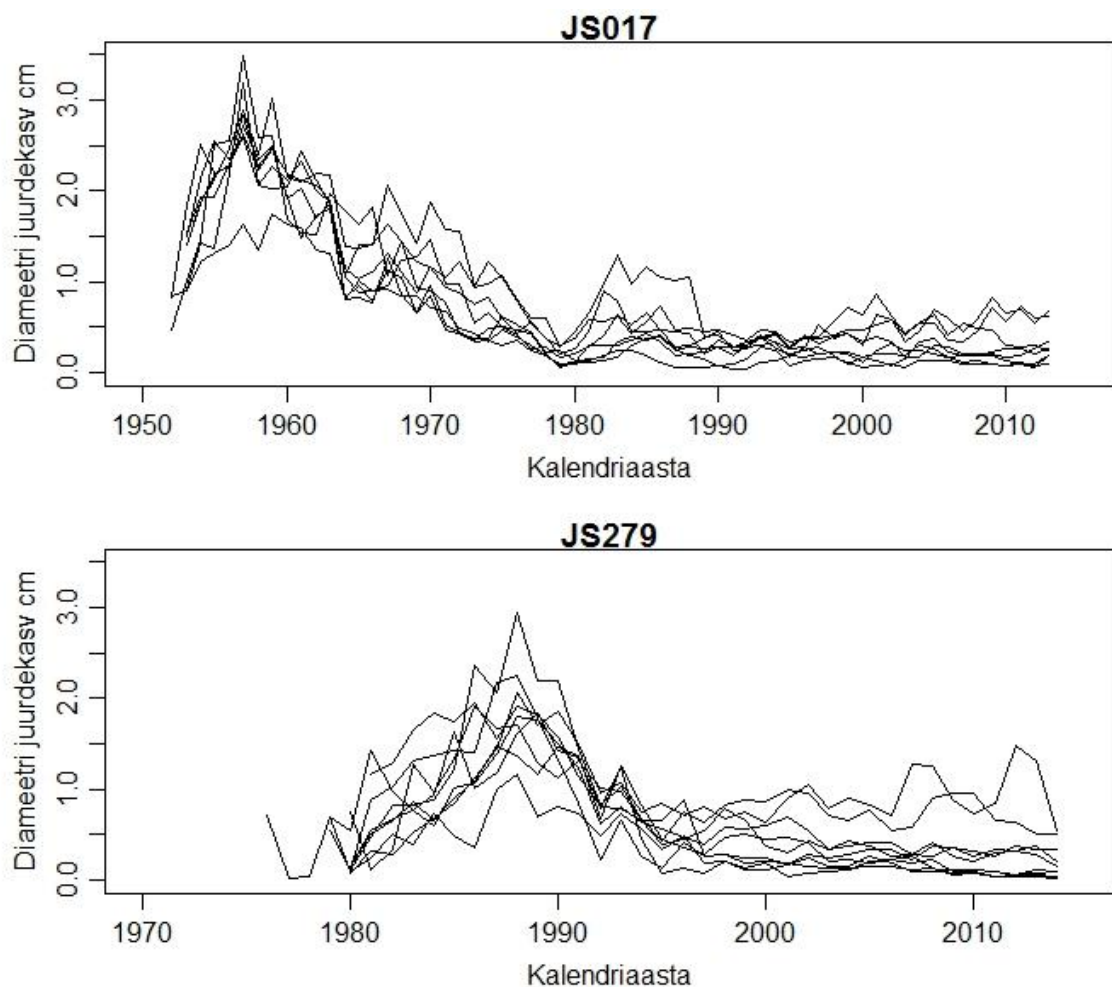 JS017
Diameetri juurdekasv cm
3.0
2.0
1.0
0.0
1950 1960 1970 1980 1990 2000 2010
Kalendriaasta
JS279
Diameetri juurdekasv cm
3.0
2.0
1.0
0.0
1970 1980 1990 2000 2010
Kalendriaasta